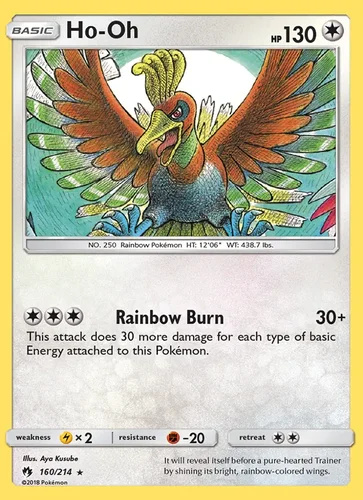 BASIC Ho-Oh HP 130
NO. 250 Rainbow Pokémon HT: 12'06" WT: 438.7 lbs.
Rainbow Burn 30+
This attack does 30 more damage for each type of basic
Energy attached to this Pokémon.
weakness ×2 resistance -20 retreat
Illus. Aya Kusube
160/214 ★
©2018 Pokémon
It will reveal itself before a pure-hearted Trainer
by shining its bright, rainbow-colored wings.